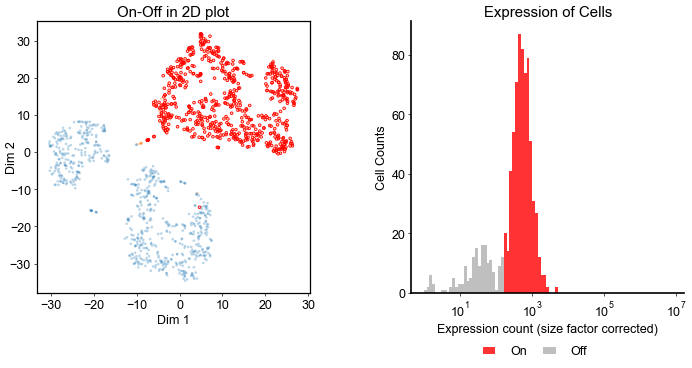 On-Off in 2D plot
30
20
10
0
−10
−20
−30
Dim 2
−30 −20 −10 0 10 20 30
Dim 1
Expression of Cells
80
60
40
20
0
Cell Counts
10^1 10^3 10^5 10^7
Expression count (size factor corrected)
On Off